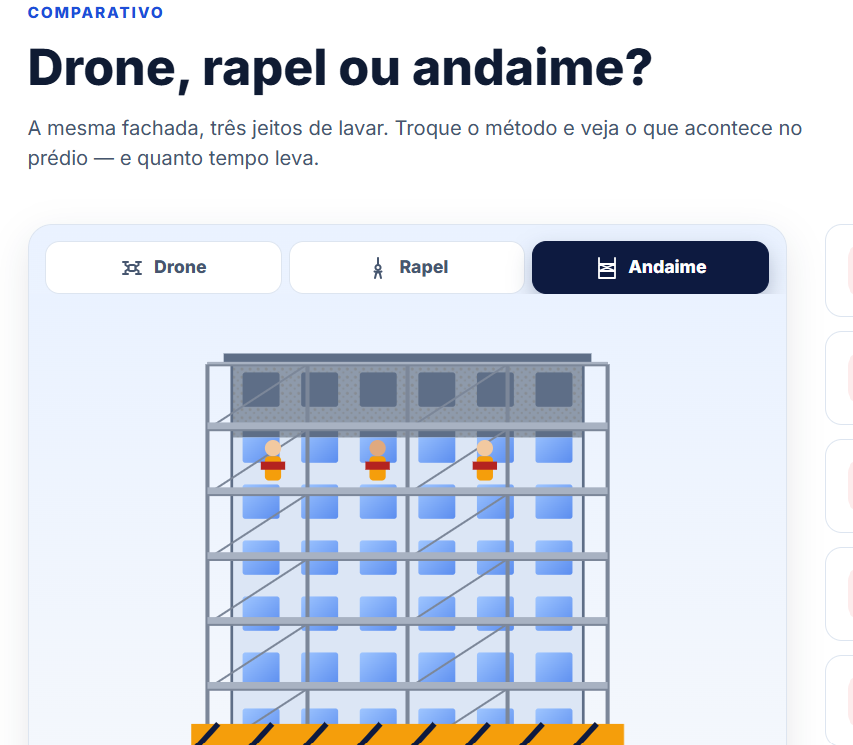 COMPARATIVO
Drone, rapel ou andaime?
A mesma fachada, três jeitos de lavar. Troque o método e veja o que acontece no
prédio — e quanto tempo leva.
Drone
Rapel
Andaime